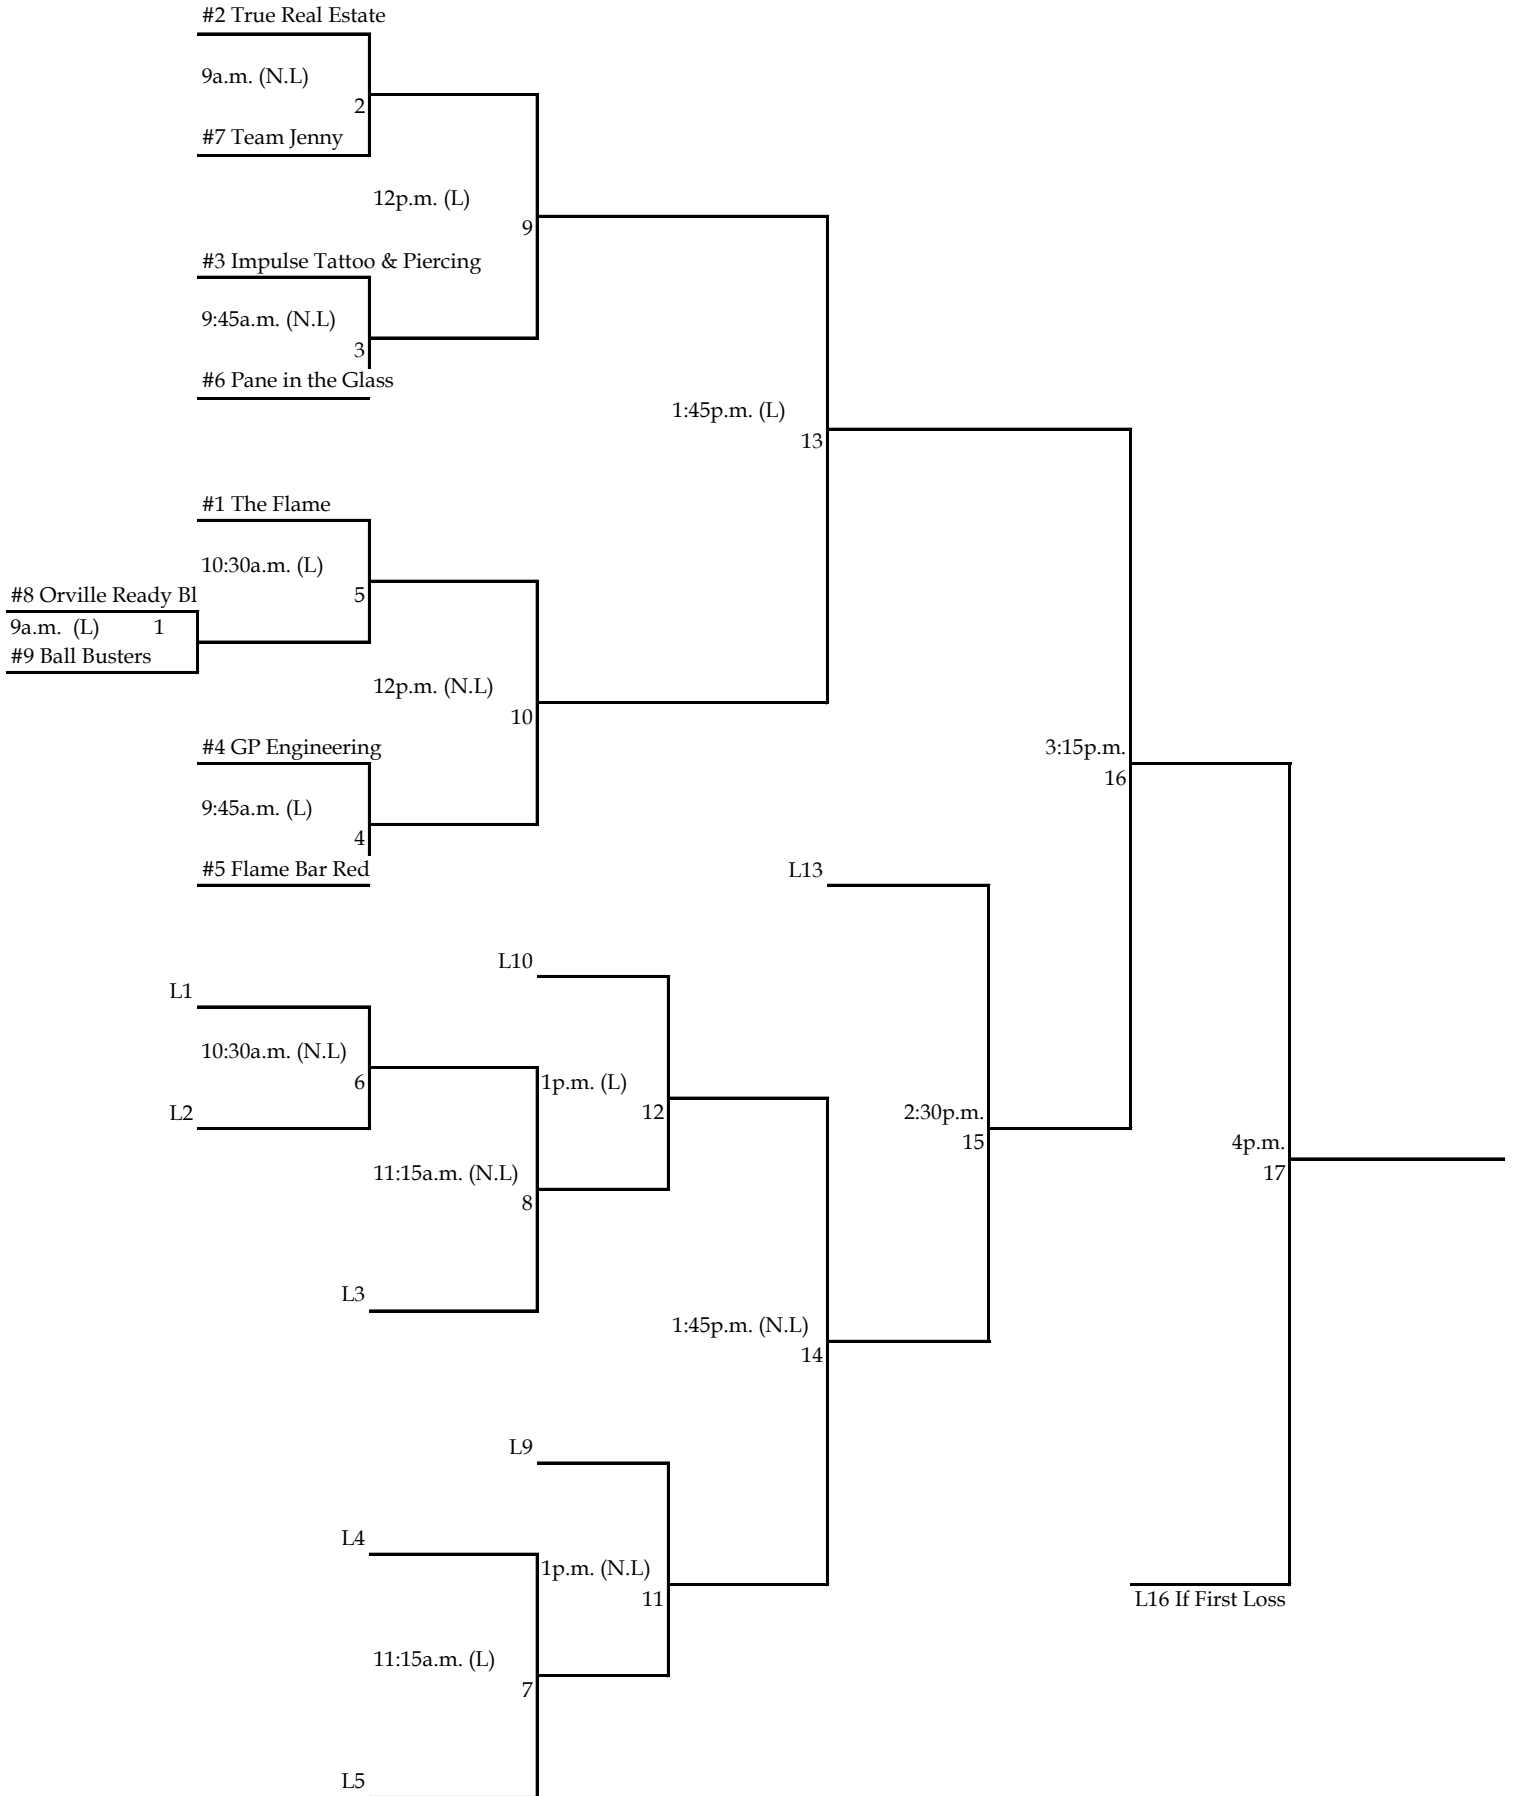 #2 True Real Estate
9a.m. (N.L)
2
#7 Team Jenny
12p.m. (L)
9
#3 Impulse Tattoo & Piercing
9:45a.m. (N.L)
3
#6 Pane in the Glass
1:45p.m. (L)
13
#1 The Flame
10:30a.m. (L)
5
#8 Orville Ready Bl
9a.m. (L) 1
#9 Ball Busters
12p.m. (N.L)
10
#4 GP Engineering
3:15p.m.
16
9:45a.m. (L)
4
#5 Flame Bar Red
L13
L10
L1
10:30a.m. (N.L)
6
1p.m. (L)
12
L2
2:30p.m.
15
4p.m.
17
11:15a.m. (N.L)
8
L3
1:45p.m. (N.L)
14
L9
L4
1p.m. (N.L)
11
L16 If First Loss
11:15a.m. (L)
7
L5